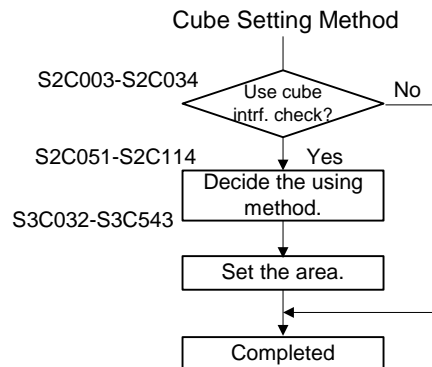 Cube Setting Method
S2C003-S2C034
Use cube
intrf. check?
No
S2C051-S2C114
Yes
Decide the using
method.
S3C032-S3C543
Set the area.
Completed